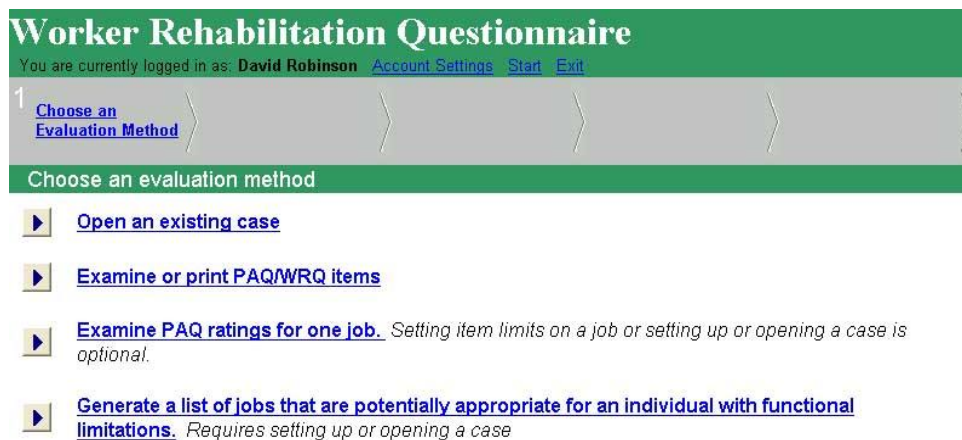 Worker Rehabilitation Questionnaire
You are currently logged in as: David Robinson Account Settings Start Exit
1
Choose an
Evaluation Method
Choose an evaluation method
Open an existing case
Examine or print PAQ/WRQ items
Examine PAQ ratings for one job. Setting item limits on a job or setting up or opening a case is
optional.
Generate a list of jobs that are potentially appropriate for an individual with functional
limitations. Requires setting up or opening a case